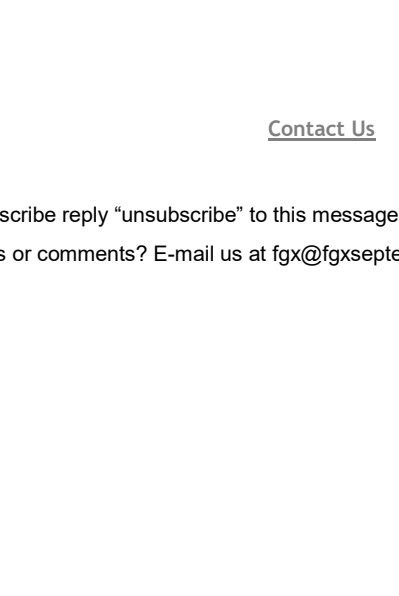 Contact Us
scribe reply “unsubscribe” to this message
s or comments? E-mail us at fgx@fgxsepte